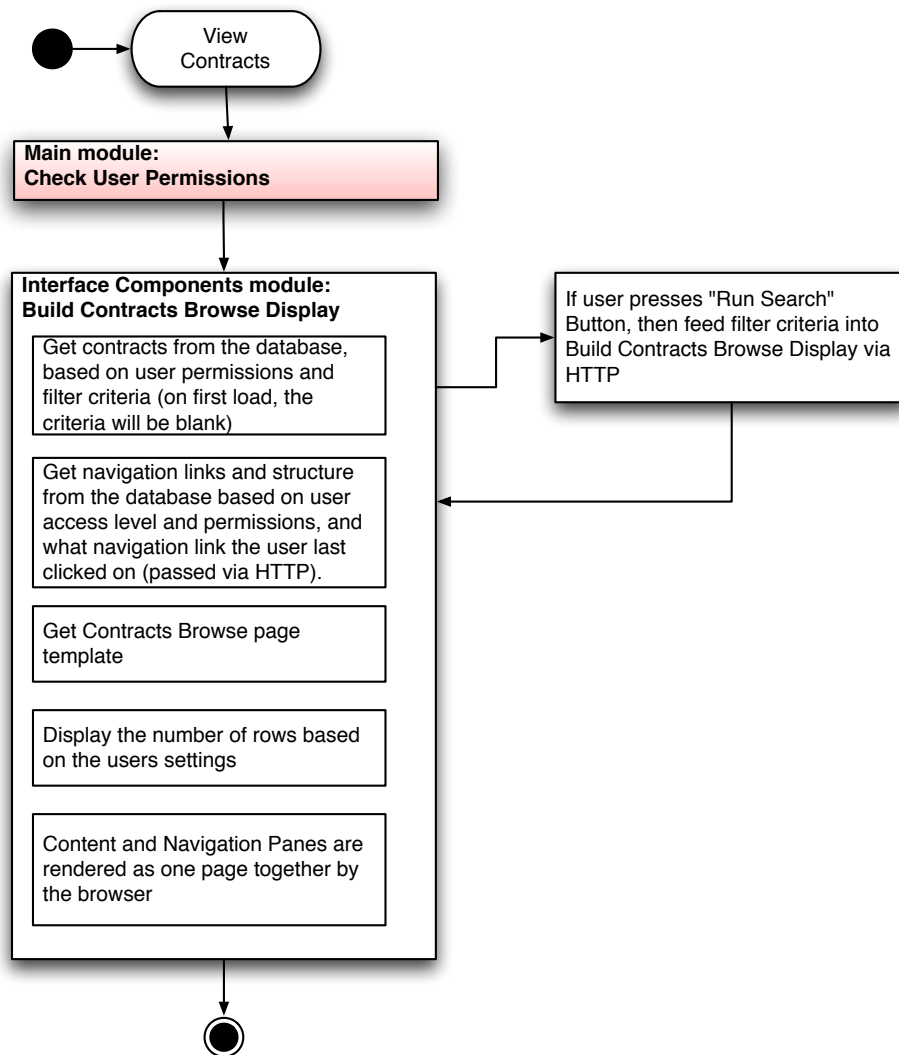 View
Contracts
Main module:
Check User Permissions
Interface Components module:
Build Contracts Browse Display
Get contracts from the database,
based on user permissions and
filter criteria (on first load, the
criteria will be blank)
Get navigation links and structure
from the database based on user
access level and permissions, and
what navigation link the user last
clicked on (passed via HTTP).
Get Contracts Browse page
template
Display the number of rows based
on the users settings
Content and Navigation Panes are
rendered as one page together by
the browser
If user presses "Run Search"
Button, then feed filter criteria into
Build Contracts Browse Display via
HTTP